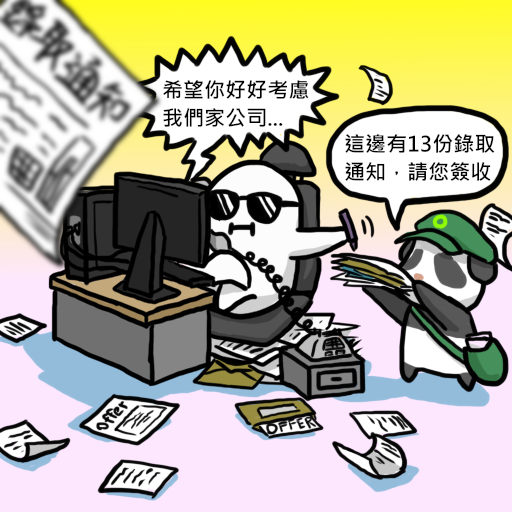 錄取通知
希望你好好考慮
我們家公司...
這邊有13份錄取
通知，請您簽收
offer
OFFER